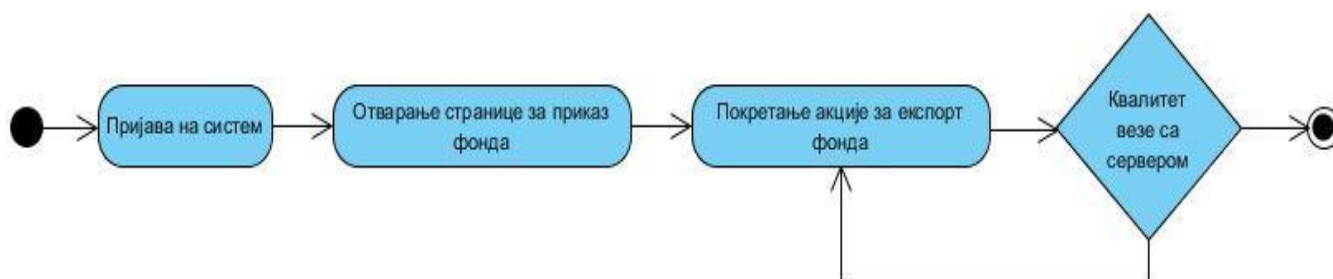 Пријава на систем
Отварање странице за приказ
фонда
Покретање акције за експорт
фонда
Квалитет
везе са
сервером